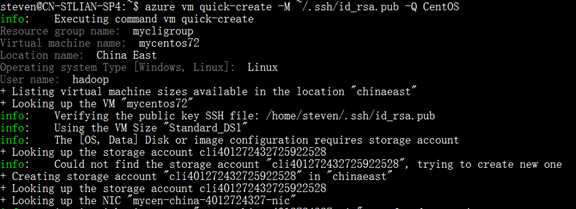 steven@CN-STLIAN-SP4:~$ azure vm quick-create -M ~/.ssh/id_rsa.pub -Q CentOS
info:    Executing command vm quick-create
Resource group name:  mycligroup
Virtual machine name:  mycentos72
Location name:  China East
Operating system Type [Windows, Linux]:  Linux
User name:  hadoop
+ Listing virtual machine sizes available in the location "chinaeast"
+ Looking up the VM "mycentos72"
info:    Verifying the public key SSH file: /home/steven/.ssh/id_rsa.pub
info:    Using the VM Size "Standard_DS1"
info:    The [OS, Data] Disk or image configuration requires storage account
+ Looking up the storage account cli4012724327259225​28
info:    Could not find the storage account "cli401272432725922528", trying to create new one
+ Creating storage account "cli401272432725922528" in "chinaeast"
+ Looking up the storage account cli401272432725922528
+ Looking up the NIC "mycen-china-4012724327-nic"